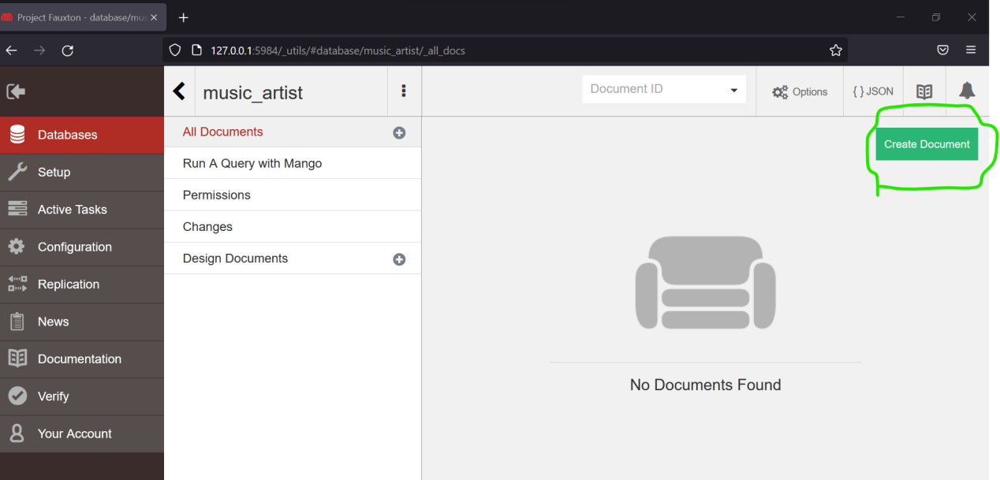 Project Fauxton - database/mus
127.0.0.1:5984/_utils/#database/music_artist/_all_docs
music_artist
Document ID
Options
{ } JSON
Databases
Setup
Active Tasks
Configuration
Replication
News
Documentation
Verify
Your Account
All Documents
Run A Query with Mango
Permissions
Changes
Design Documents
Create Document
No Documents Found